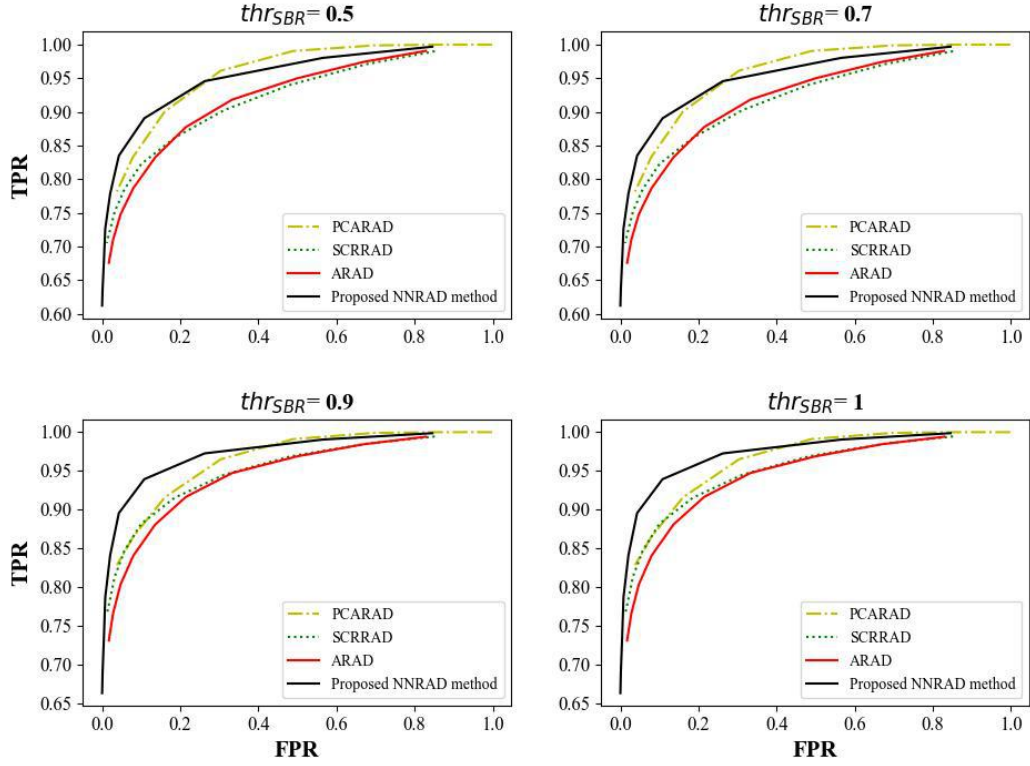 thr_SBR = 0.5
1.00
0.95
0.90
0.85
0.80
0.75
0.70
0.65
0.60
TPR
0.0 0.2 0.4 0.6 0.8 1.0
PCARAD
SCRRAD
ARAD
Proposed NNRAD method
thr_SBR = 0.7
1.00
0.95
0.90
0.85
0.80
0.75
0.70
0.65
0.60
0.0 0.2 0.4 0.6 0.8 1.0
PCARAD
SCRRAD
ARAD
Proposed NNRAD method
thr_SBR = 0.9
1.00
0.95
0.90
0.85
0.80
0.75
0.70
0.65
TPR
0.0 0.2 0.4 0.6 0.8 1.0
FPR
PCARAD
SCRRAD
ARAD
Proposed NNRAD method
thr_SBR = 1
1.00
0.95
0.90
0.85
0.80
0.75
0.70
0.65
0.0 0.2 0.4 0.6 0.8 1.0
FPR
PCARAD
SCRRAD
ARAD
Proposed NNRAD method